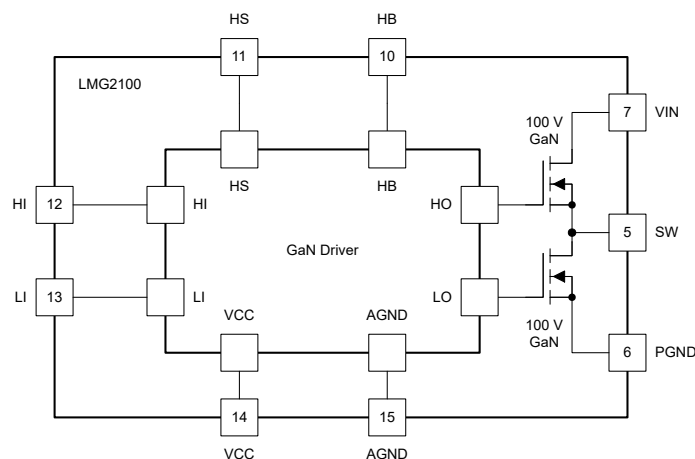 HS
HB
11
10
LMG2100
7
VIN
100 V
GaN
HS
HB
HI
12
HI
HO
5
SW
GaN Driver
LI
13
LI
LO
VCC
AGND
100 V
GaN
6
PGND
14
15
VCC
AGND